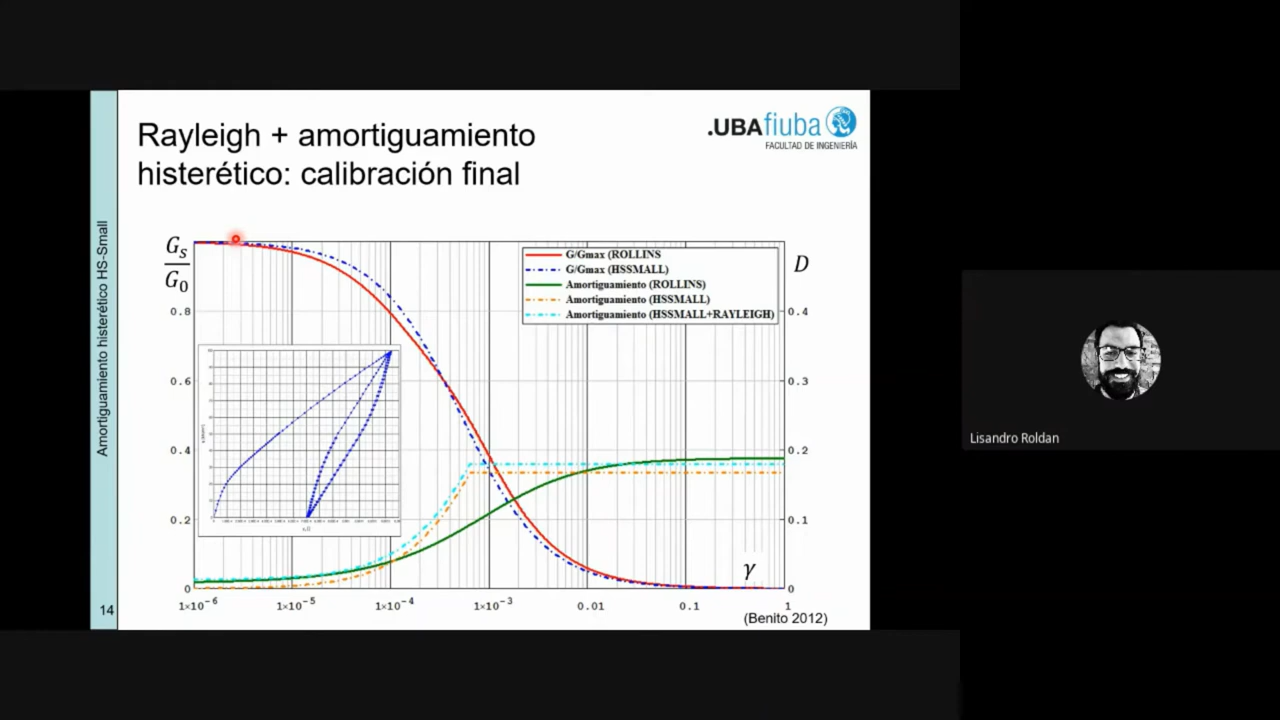 Rayleigh + amortiguamiento
histerético: calibración final
.UBAfiuba
FACULTAD DE INGENIERÍA
Amortiguamiento histerético HS-Small
14
G_s
G_0
D
G/Gmax (ROLLINS
G/Gmax (HSSMALL)
Amortiguamiento (ROLLINS)
Amortiguamiento (HSSMALL)
Amortiguamiento (HSSMALL+RAYLEIGH)
0.8
0.6
0.4
0.2
0
0.4
0.3
0.2
0.1
0
γ
1×10⁻⁶ 1×10⁻⁵ 1×10⁻⁴ 1×10⁻³ 0.01 0.1 1
(Benito 2012)
Lisandro Roldan